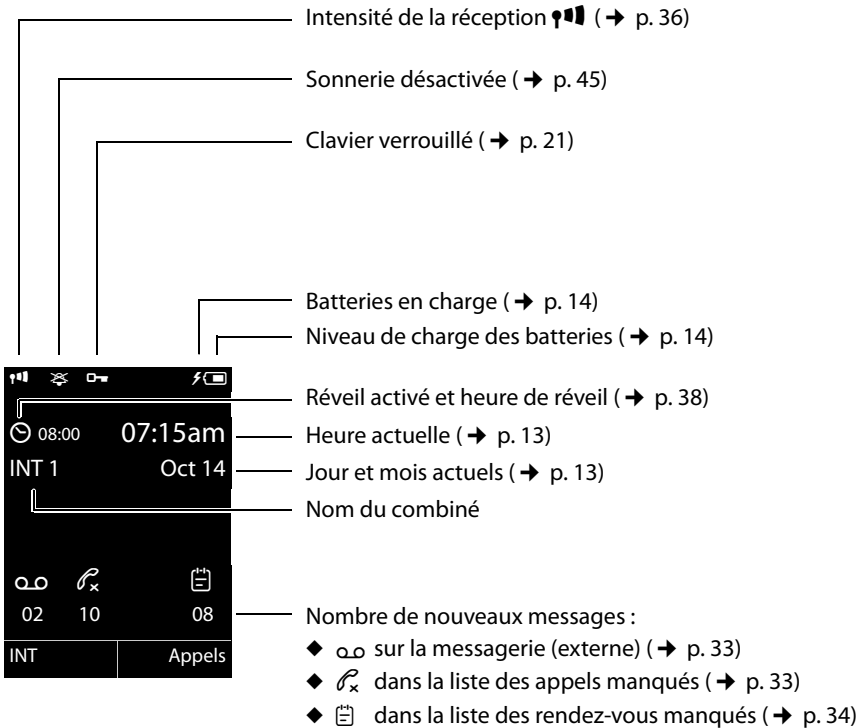 Intensité de la réception (➔ p. 36)
Sonnerie désactivée (➔ p. 45)
Clavier verrouillé (➔ p. 21)
Batteries en charge (➔ p. 14)
Niveau de charge des batteries (➔ p. 14)
Réveil activé et heure de réveil (➔ p. 38)
08:00 07:15am
Heure actuelle (➔ p. 13)
INT 1 Oct 14
Jour et mois actuels (➔ p. 13)
Nom du combiné
02 10 08
Nombre de nouveaux messages :
INT Appels
◆ sur la messagerie (externe) (➔ p. 33)
◆ dans la liste des appels manqués (➔ p. 33)
◆ dans la liste des rendez-vous manqués (➔ p. 34)